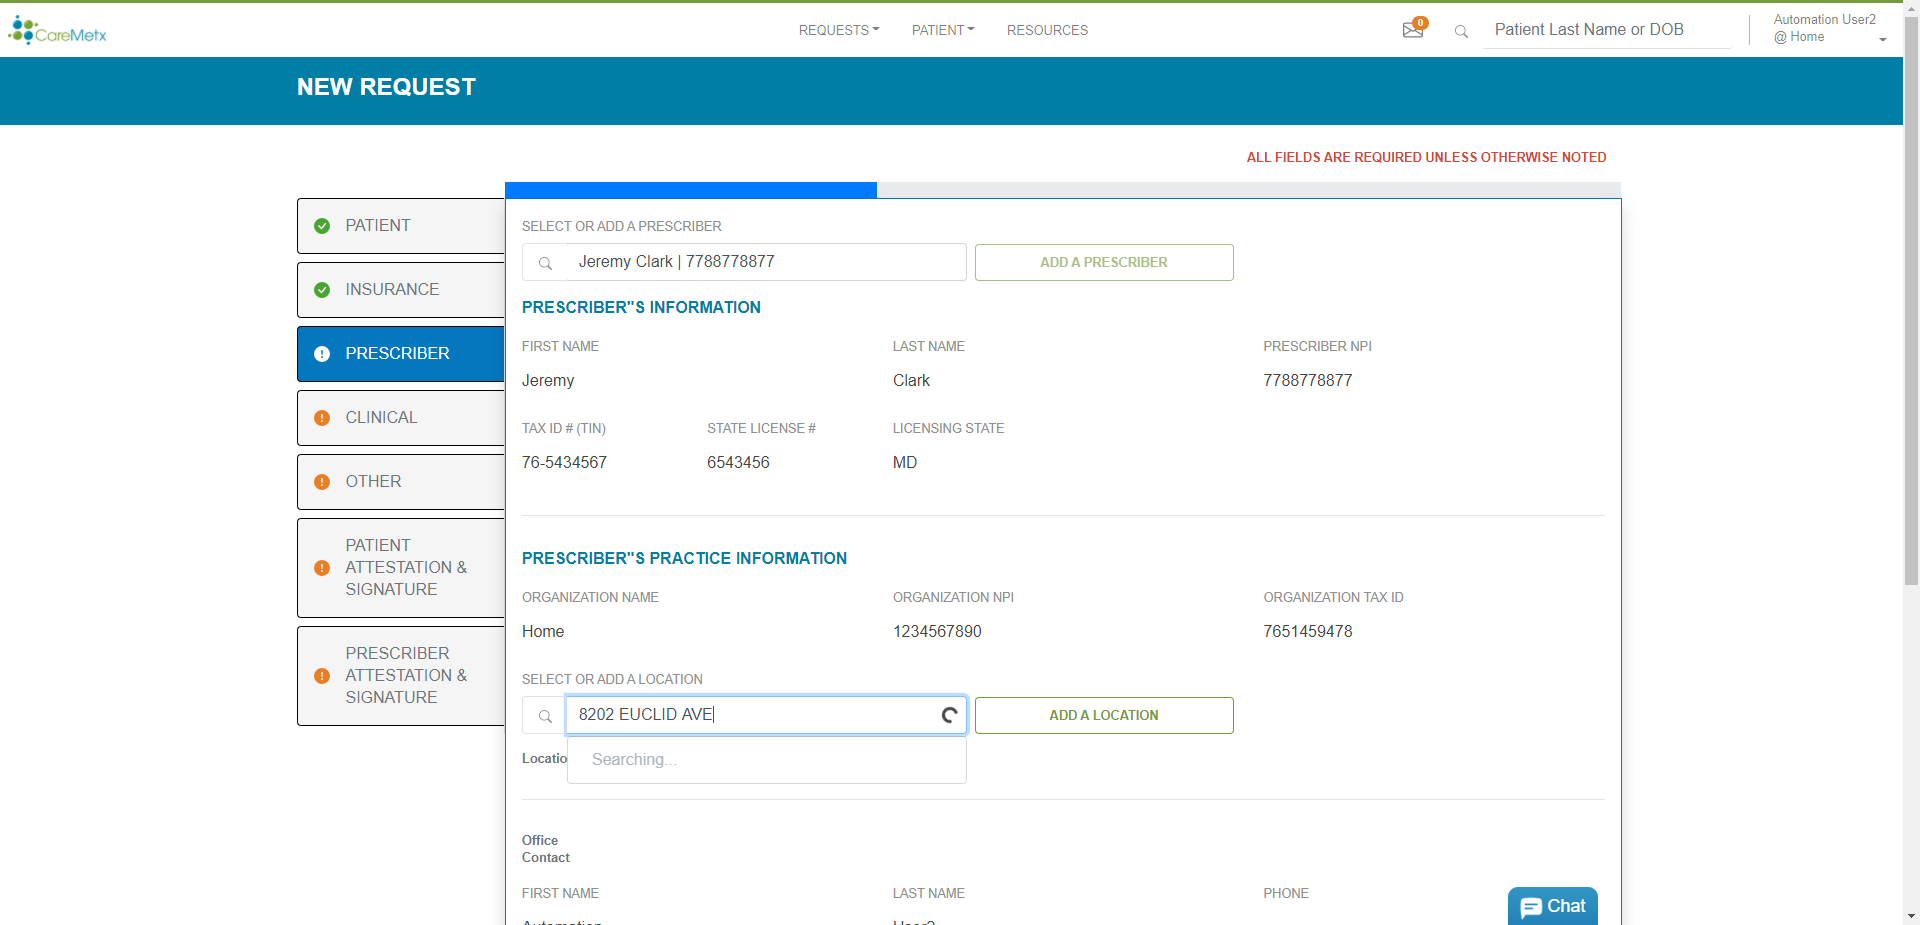 CareMetx
REQUESTS
PATIENT
RESOURCES
0
Patient Last Name or DOB
Automation User2
@ Home
NEW REQUEST
ALL FIELDS ARE REQUIRED UNLESS OTHERWISE NOTED
PATIENT
INSURANCE
PRESCRIBER
CLINICAL
OTHER
PATIENT
ATTESTATION &
SIGNATURE
PRESCRIBER
ATTESTATION &
SIGNATURE
SELECT OR ADD A PRESCRIBER
Jeremy Clark | 7788778877
ADD A PRESCRIBER
PRESCRIBER"S INFORMATION
FIRST NAME LAST NAME PRESCRIBER NPI
Jeremy Clark 7788778877
TAX ID # (TIN) STATE LICENSE # LICENSING STATE
76-5434567 6543456 MD
PRESCRIBER"S PRACTICE INFORMATION
ORGANIZATION NAME ORGANIZATION NPI ORGANIZATION TAX ID
Home 1234567890 7651459478
SELECT OR ADD A LOCATION
8202 EUCLID AVE
ADD A LOCATION
Locatio
Searching...
Office
Contact
FIRST NAME LAST NAME PHONE
Automation User2
Chat